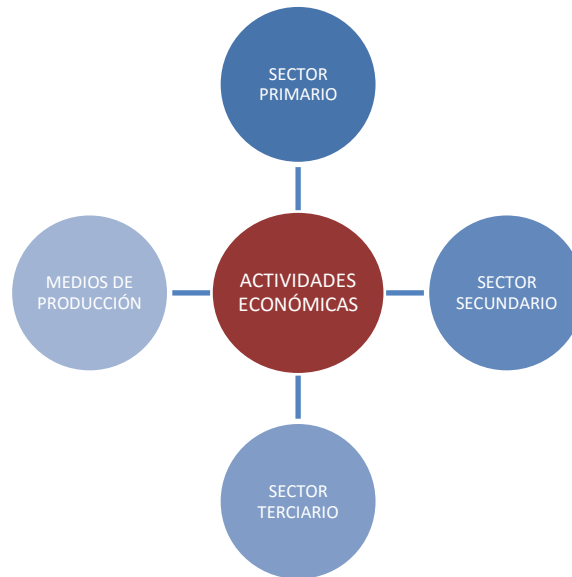 SECTOR
PRIMARIO
MEDIOS DE
PRODUCCIÓN
ACTIVIDADES
ECONÓMICAS
SECTOR
SECUNDARIO
SECTOR
TERCIARIO